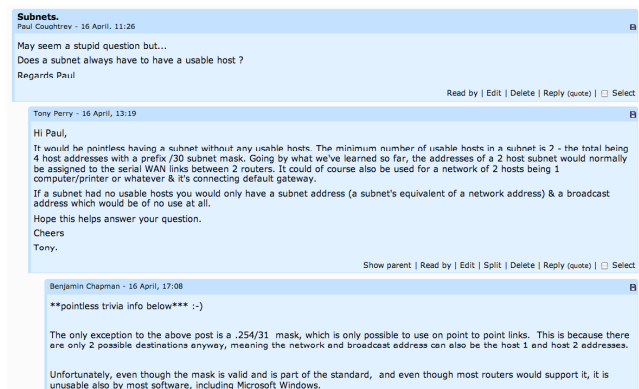 Subnets.
Paul Coughtrey - 16 April, 11:26
May seem a stupid question but...
Does a subnet always have to have a usable host ?
Regards Paul
Read by | Edit | Delete | Reply (quote) | Select
Tony Perry - 16 April, 13:19
Hi Paul,
It would be pointless having a subnet without any usable hosts. The minimum number of usable hosts in a subnet is 2 - the total being
4 host addresses with a prefix /30 subnet mask. Going by what we've learned so far, the addresses of a 2 host subnet would normally
be assigned to the serial WAN links between 2 routers. It could of course also be used for a network of 2 hosts being 1
computer/printer or whatever & it's connecting default gateway.
If a subnet had no usable hosts you would only have a subnet address (a subnet's equivalent of a network address) & a broadcast
address which would be of no use at all.
Hope this helps answer your question.
Cheers
Tony.
Show parent | Read by | Edit | Split | Delete | Reply (quote) | Select
Benjamin Chapman - 16 April, 17:08
**pointless trivia info below*** :-)
The only exception to the above post is a .254/31 mask, which is only possible to use on point to point links. This is because there
are only 2 possible destinations anyway, meaning the network and broadcast address can also be the host 1 and host 2 addresses.
Unfortunately, even though the mask is valid and is part of the standard, and even though most routers would support it, it is
unusable also by most software, including Microsoft Windows.